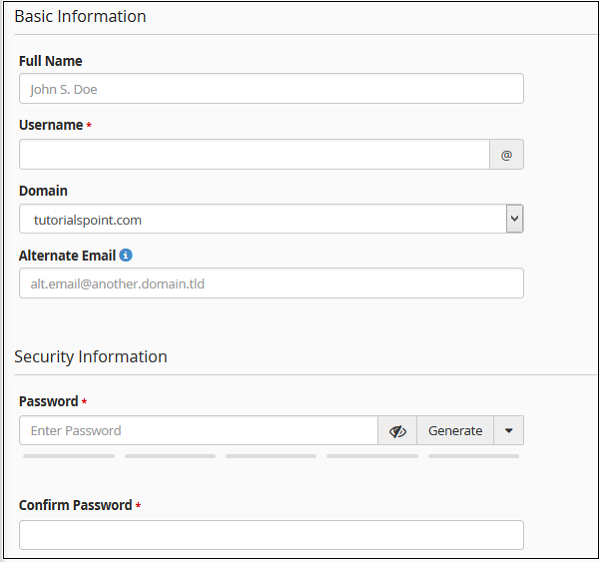 Basic Information
Full Name
John S. Doe
Username *
@
Domain
tutorialspoint.com
Alternate Email i
alt.email@another.domain.tld
Security Information
Password *
Enter Password Generate
Confirm Password *